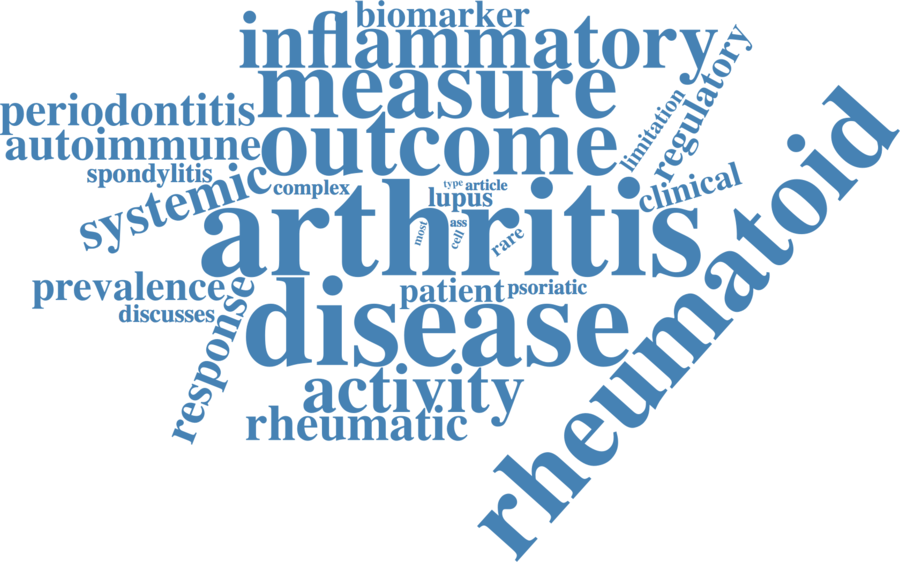 biomarker
inflammatory
measure
regulatory
limitation
periodontitis
outcome
autoimmune
spondylitis
systemic
complex
type
article
clinical
lupus
arthritis
most
ass
cell
rare
rheumatoid
prevalence
response
discusses
disease
patient
psoriatic
activity
rheumatic